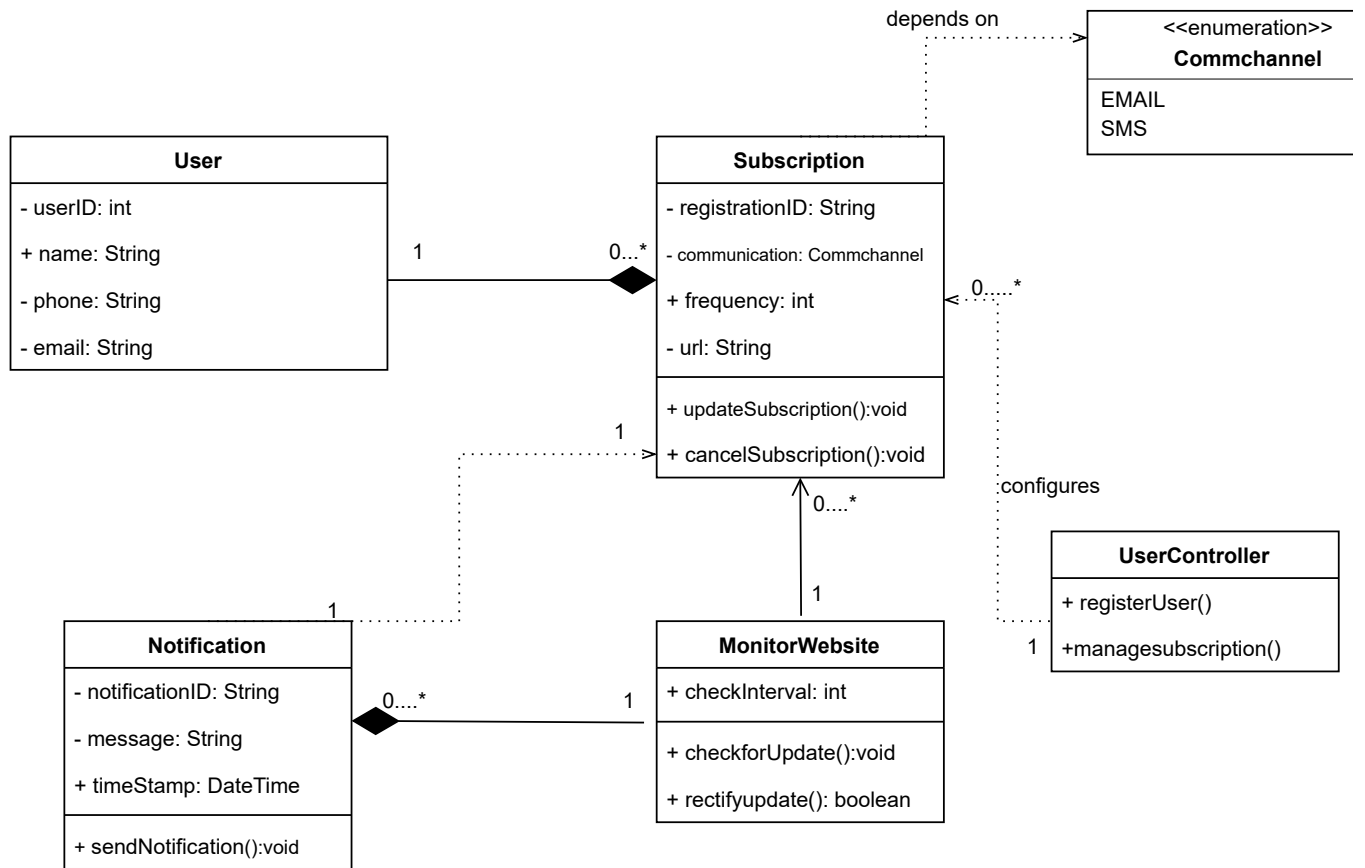 depends on
<<enumeration>>
Commchannel
EMAIL
SMS
User
- userID: int
+ name: String
- phone: String
- email: String
1
0...*
Subscription
- registrationID: String
- communication: Commchannel
+ frequency: int
- url: String
+ updateSubscription():void
+ cancelSubscription():void
0.....*
configures
1
0....*
1
UserController
+ registerUser()
+managesubscription()
1
1
Notification
- notificationID: String
- message: String
+ timeStamp: DateTime
+ sendNotification():void
0....*
1
MonitorWebsite
+ checkInterval: int
+ checkforUpdate():void
+ rectifyupdate(): boolean